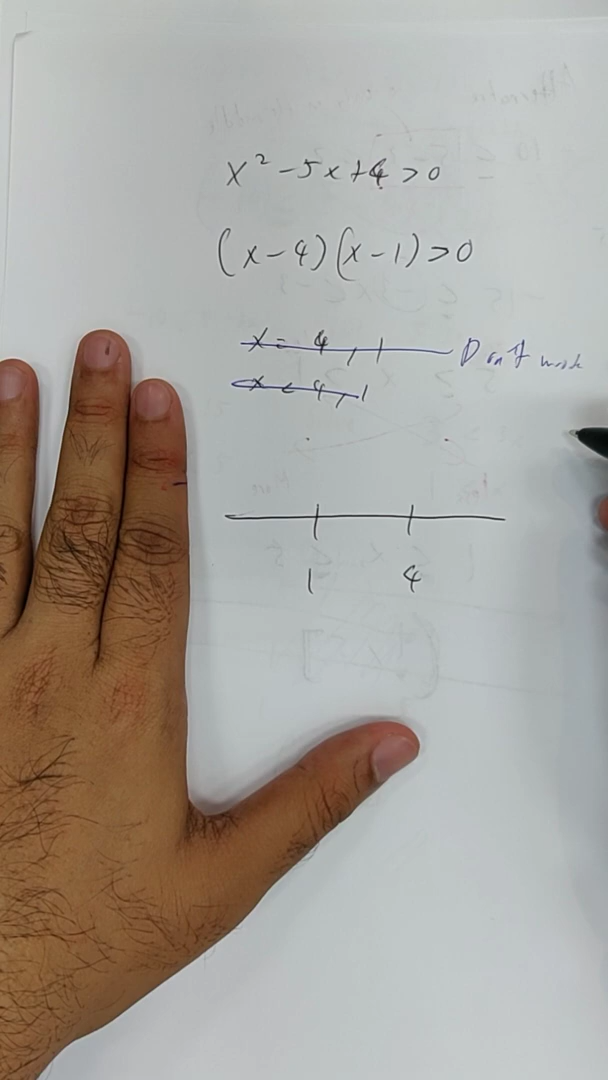 x² - 5x + 4 > 0
(x - 4)(x - 1) > 0
x = 4, 1 Don't work
x < 4, 1
1 4